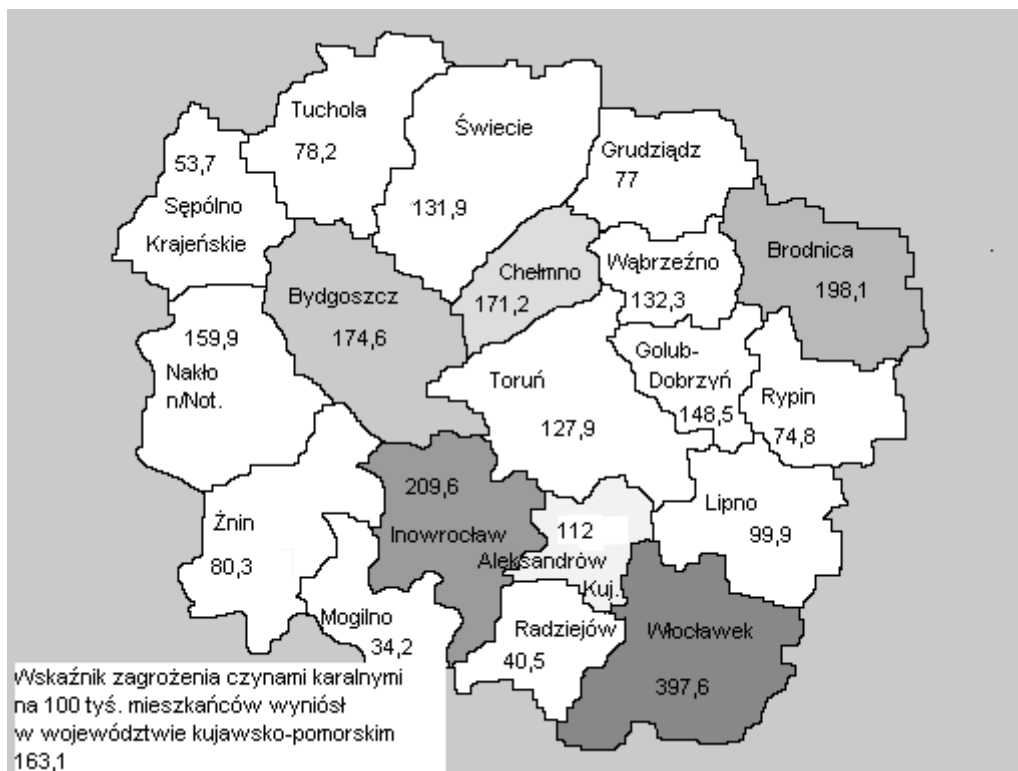 Tuchola
78,2
Świecie
131,9
Grudziądz
77
53,7
Sępólno
Krajeńskie
Brodnica
198,1
Chełmno
171,2
Wąbrzeźno
132,3
Bydgoszcz
174,6
159,9
Nakło
n/Not.
Toruń
127,9
Golub-
Dobrzyń
148,5
Rypin
74,8
209,6
Inowrocław
Żnin
80,3
112
Aleksandrów
Kuj.
Lipno
99,9
Mogilno
34,2
Radziejów
40,5
Włocławek
397,6
Wskaźnik zagrożenia czynami karalnymi
na 100 tyś. mieszkańców wyniósł
w województwie kujawsko-pomorskim
163,1